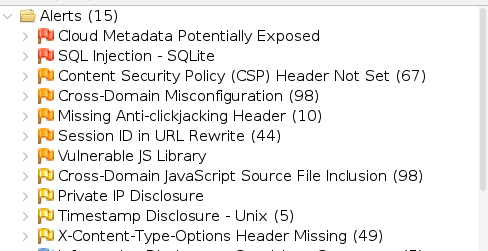 Alerts (15)
Cloud Metadata Potentially Exposed
SQL Injection - SQLite
Content Security Policy (CSP) Header Not Set (67)
Cross-Domain Misconfiguration (98)
Missing Anti-clickjacking Header (10)
Session ID in URL Rewrite (44)
Vulnerable JS Library
Cross-Domain JavaScript Source File Inclusion (98)
Private IP Disclosure
Timestamp Disclosure - Unix (5)
X-Content-Type-Options Header Missing (49)